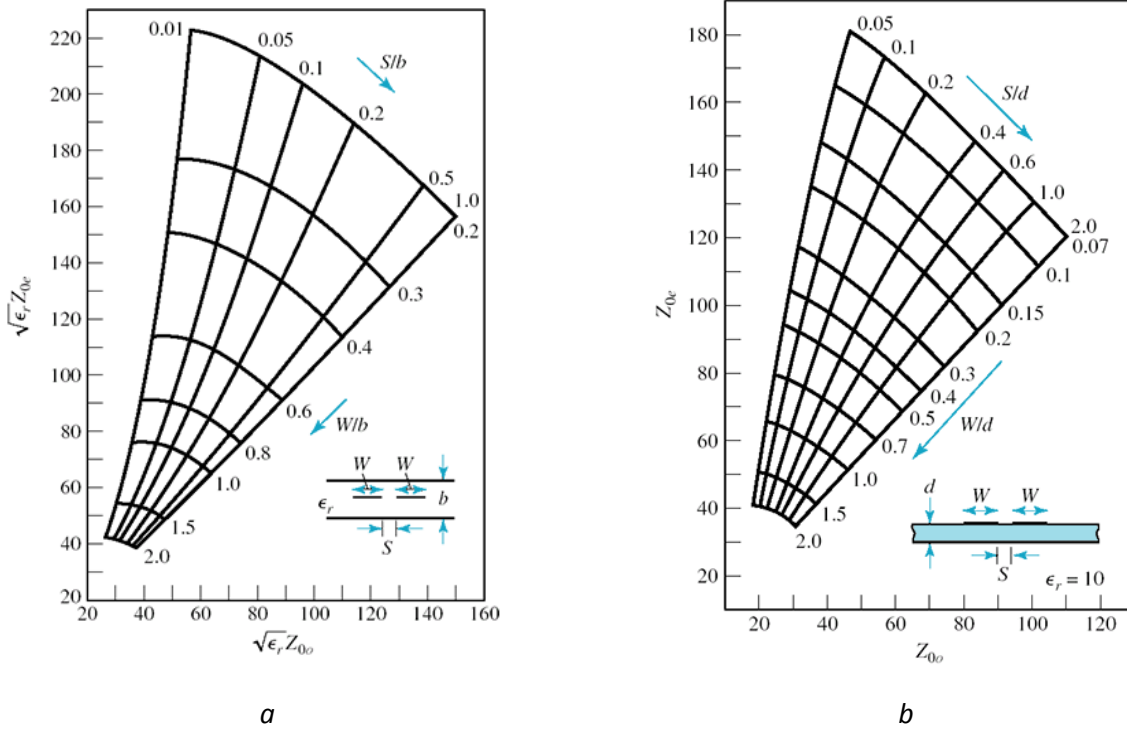 220
200
180
160
140
120
100
80
60
40
20
20 40 60 80 100 120 140 160
√ϵr Z0e
√ϵr Z0o
0.01
0.05
0.1
0.2
0.5
1.0
0.2
0.3
0.4
0.6
0.8
1.0
1.5
2.0
S/b
W/b
W W
ϵr
b
S
a
180
160
140
120
100
80
60
40
20
20 40 60 80 100 120
Z0e
Z0o
0.05
0.1
0.2
0.4
0.6
1.0
2.0
0.07
0.1
0.15
0.2
0.3
0.4
0.5
0.7
1.0
1.5
2.0
S/d
W/d
d W W
S
ϵr = 10
b